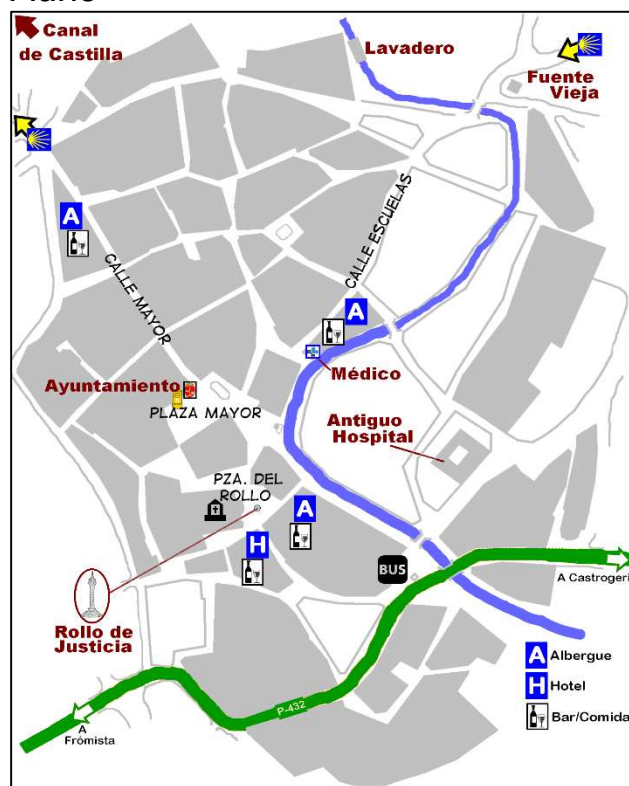 Plano
Canal
de Castilla
Lavadero
Fuente
Vieja
A
CALLE MAYOR
CALLE ESCUELAS
A
Médico
Ayuntamiento
PLAZA MAYOR
Antiguo
Hospital
PZA. DEL
ROLLO
A
H
BUS
A Castrogeri
Rollo de
Justicia
A Albergue
H Hotel
Bar/Comida
P-432
A
Frómista